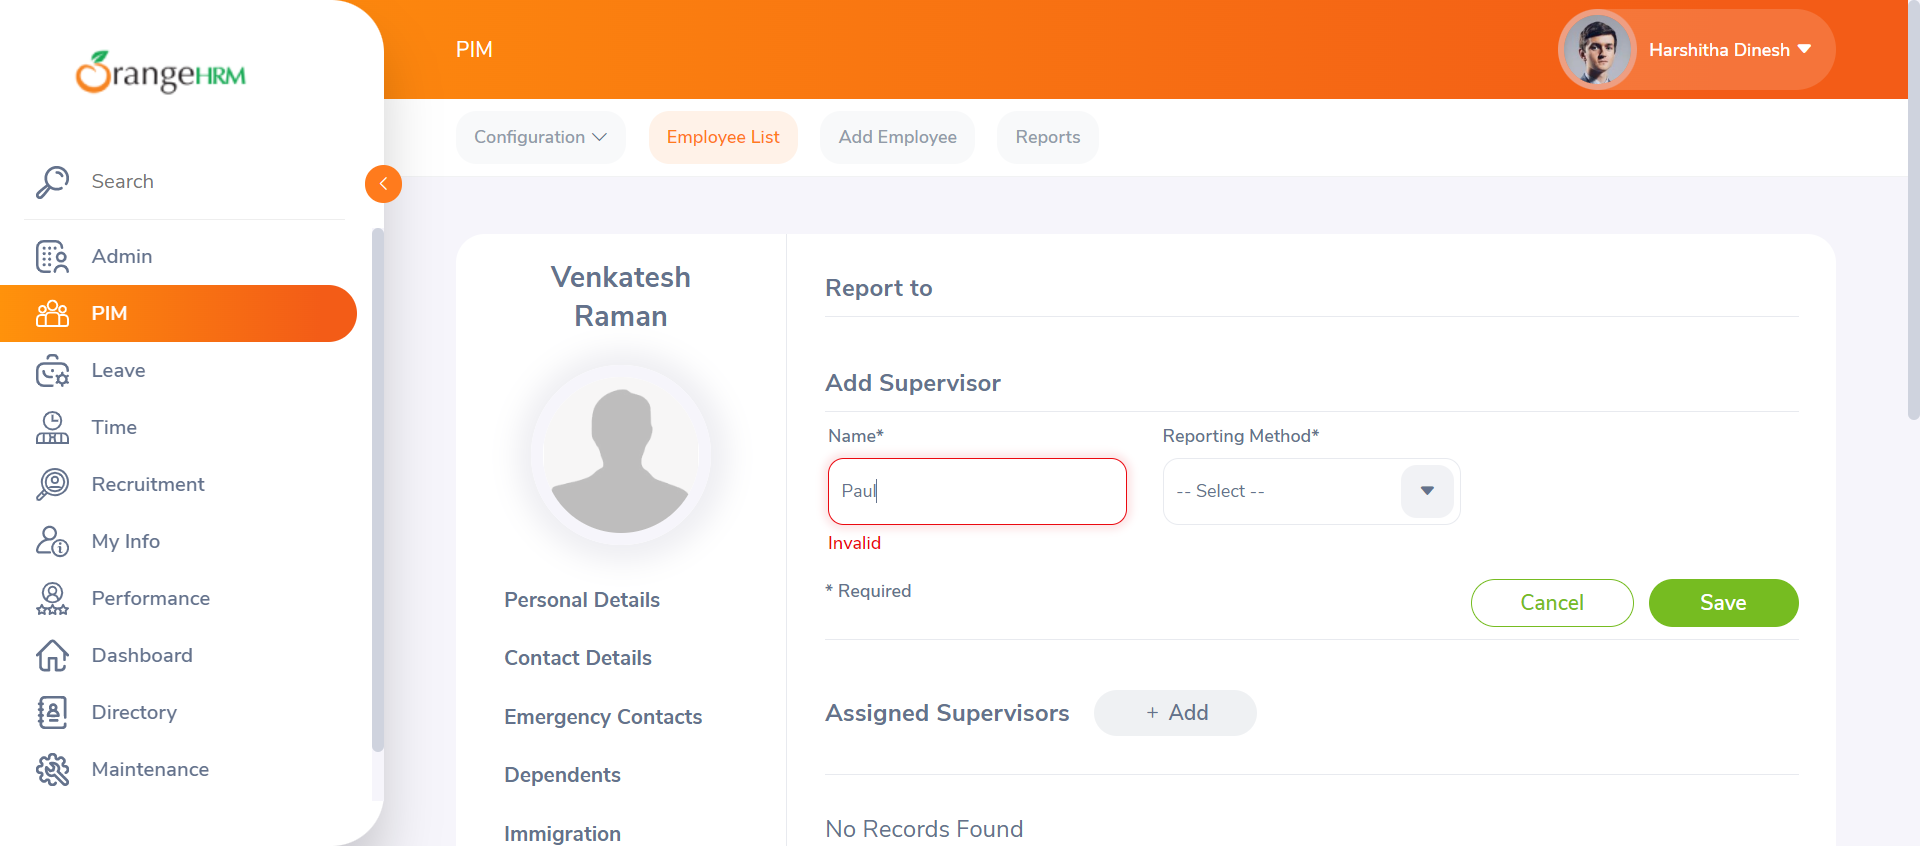 OrangeHRM
PIM
Harshitha Dinesh
Configuration
Employee List
Add Employee
Reports
Search
Admin
PIM
Leave
Time
Recruitment
My Info
Performance
Dashboard
Directory
Maintenance
Venkatesh
Raman
Personal Details
Contact Details
Emergency Contacts
Dependents
Immigration
Report to
Add Supervisor
Name*
Reporting Method*
Paul
-- Select --
Invalid
* Required
Cancel
Save
Assigned Supervisors
+ Add
No Records Found